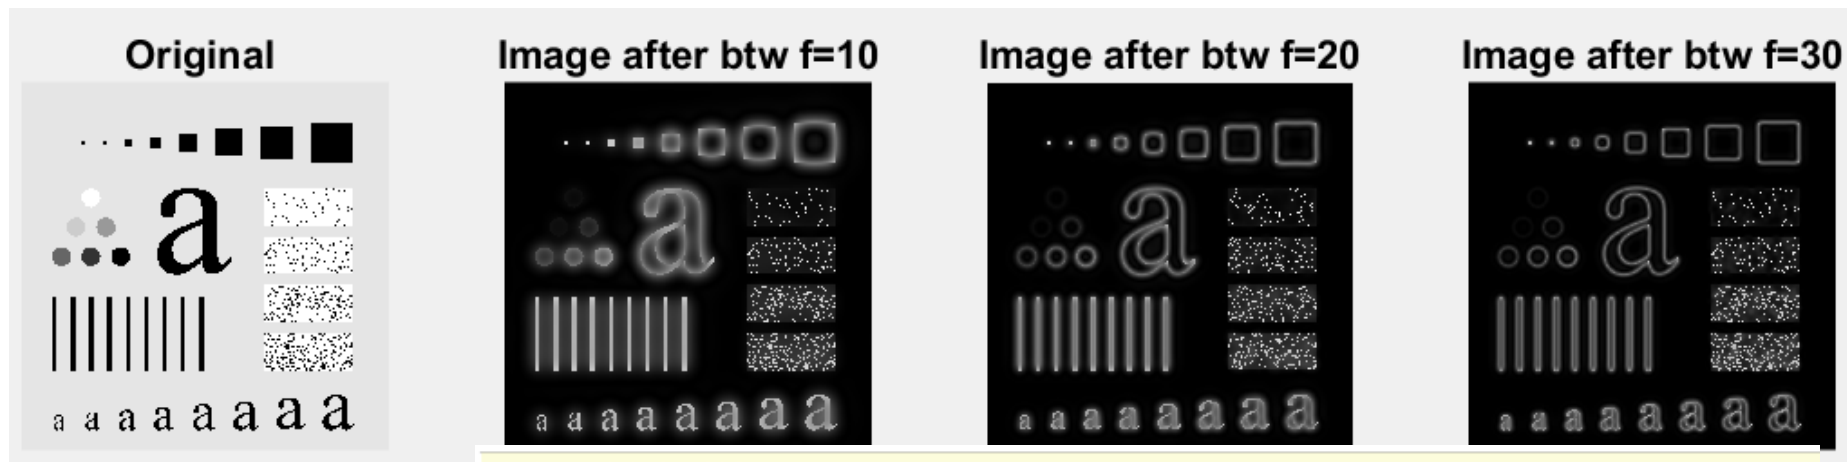 Original
Image after btw f=10
Image after btw f=20
Image after btw f=30
a
a a a a a a a a
a
a a a a a a a a
a
a a a a a a a a
a
a a a a a a a a